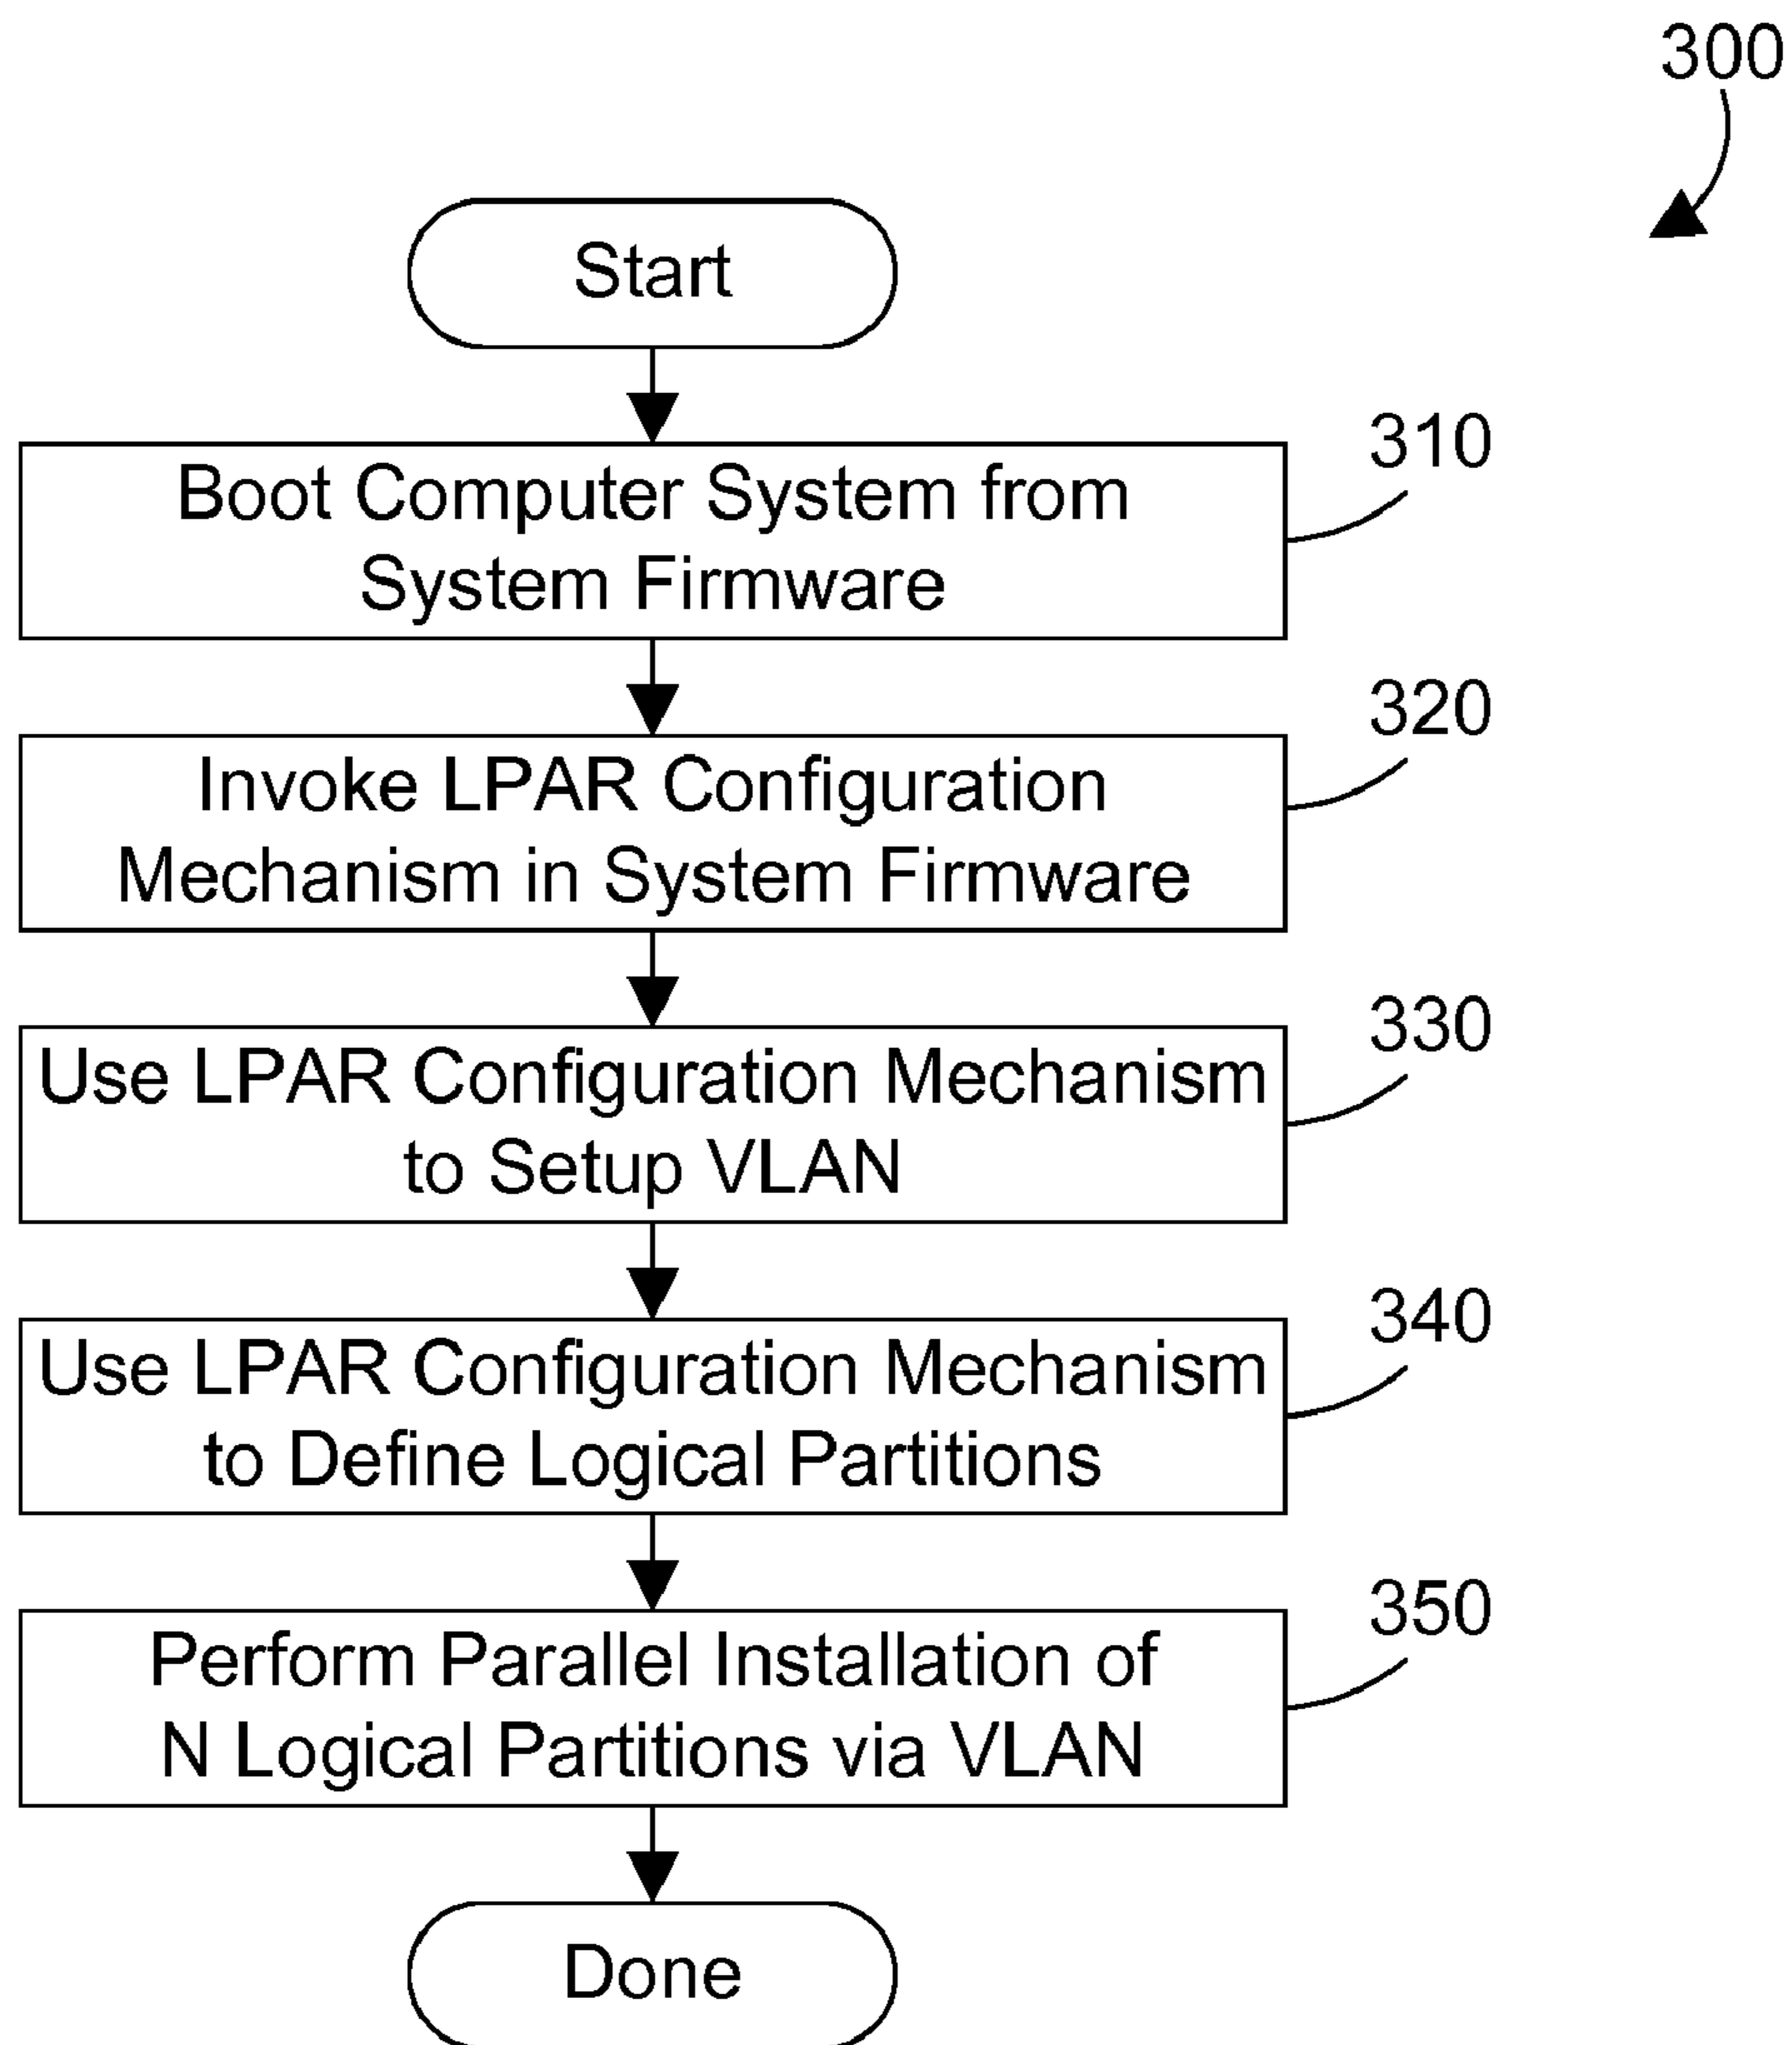 300
Start
310
Boot Computer System from
System Firmware
320
Invoke LPAR Configuration
Mechanism in System Firmware
330
Use LPAR Configuration Mechanism
to Setup VLAN
340
Use LPAR Configuration Mechanism
to Define Logical Partitions
350
Perform Parallel Installation of
N Logical Partitions via VLAN
Done